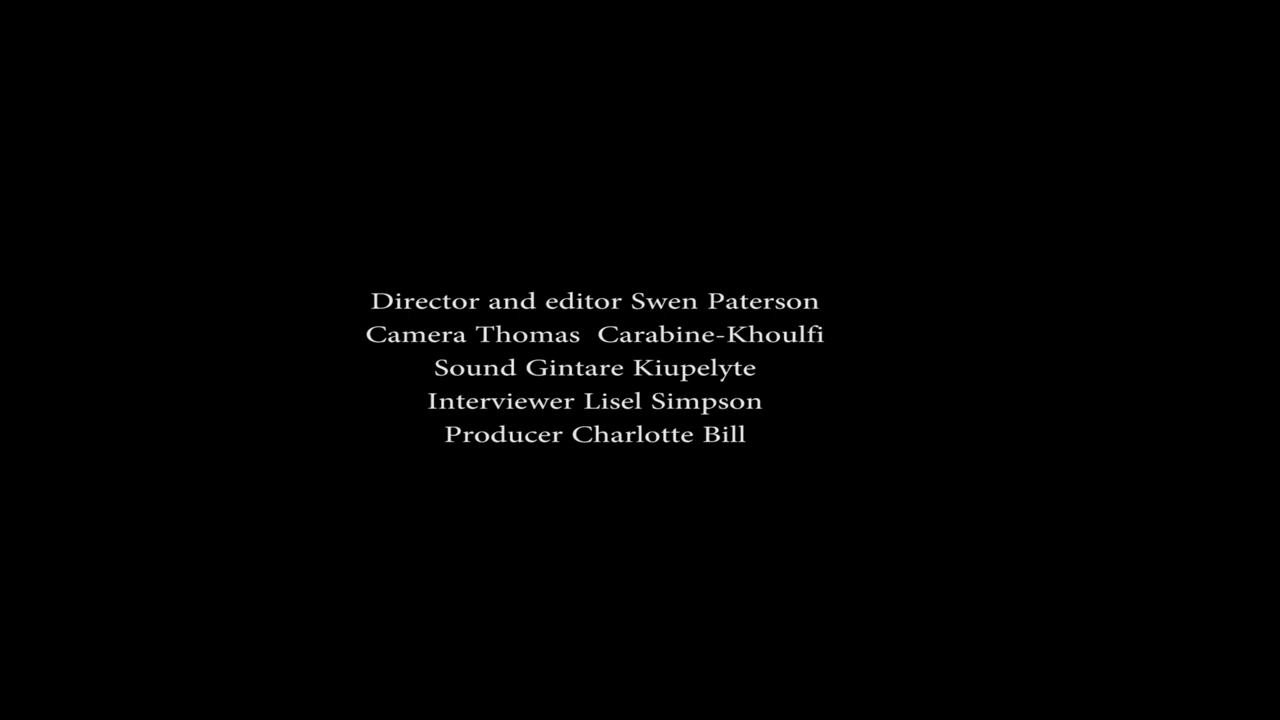 Director and editor Swen Paterson
Camera Thomas  Carabine-Khoulfi
Sound Gintare Kiupelyte
Interviewer Lisel Simpson
Producer Charlotte Bill